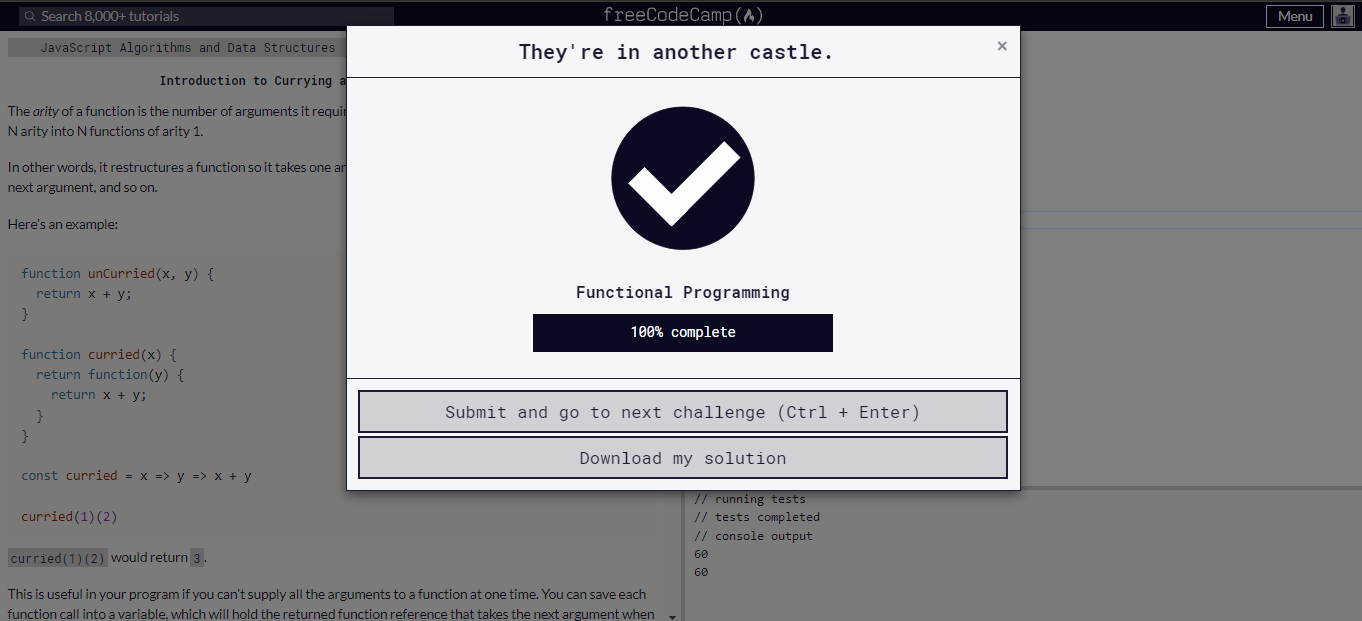 Search 8,000+ tutorials
freeCodeCamp
Menu
JavaScript Algorithms and Data Structures
Introduction to Currying
The arity of a function is the number of arguments it
N arity into N functions of arity 1.
In other words, it restructures a function so it takes one
next argument, and so on.
Here's an example:
function unCurried(x, y) {
return x + y;
}
function curried(x) {
return function(y) {
return x + y;
}
}
const curried = x => y => x + y
curried(1)(2)
curried(1)(2) would return 3.
This is useful in your program if you can't supply all the arguments to a function at one time. You can save each
function call into a variable, which will hold the returned function reference that takes the next argument when
They're in another castle.
×
Functional Programming
100% complete
Submit and go to next challenge (Ctrl + Enter)
Download my solution
// running tests
// tests completed
// console output
60
60